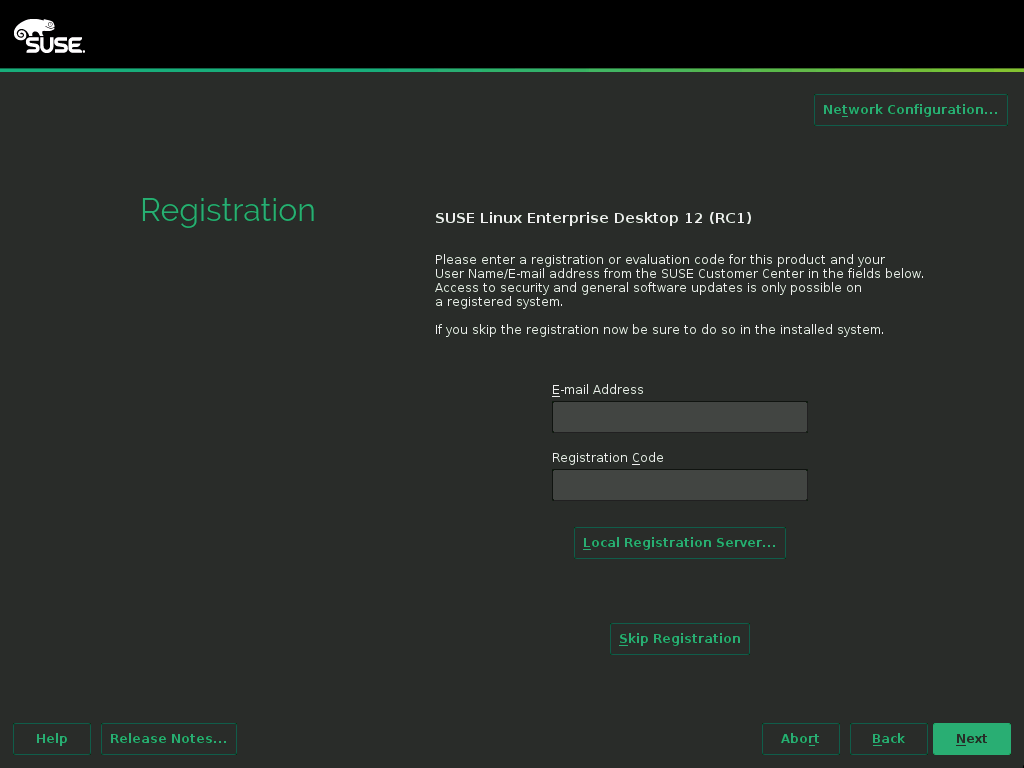 SUSE
Network Configuration...
Registration
SUSE Linux Enterprise Desktop 12 (RC1)
Please enter a registration or evaluation code for this product and your
User Name/E-mail address from the SUSE Customer Center in the fields below.
Access to security and general software updates is only possible on
a registered system.
If you skip the registration now be sure to do so in the installed system.
E-mail Address
Registration Code
Local Registration Server...
Skip Registration
Help Release Notes... Abort Back Next